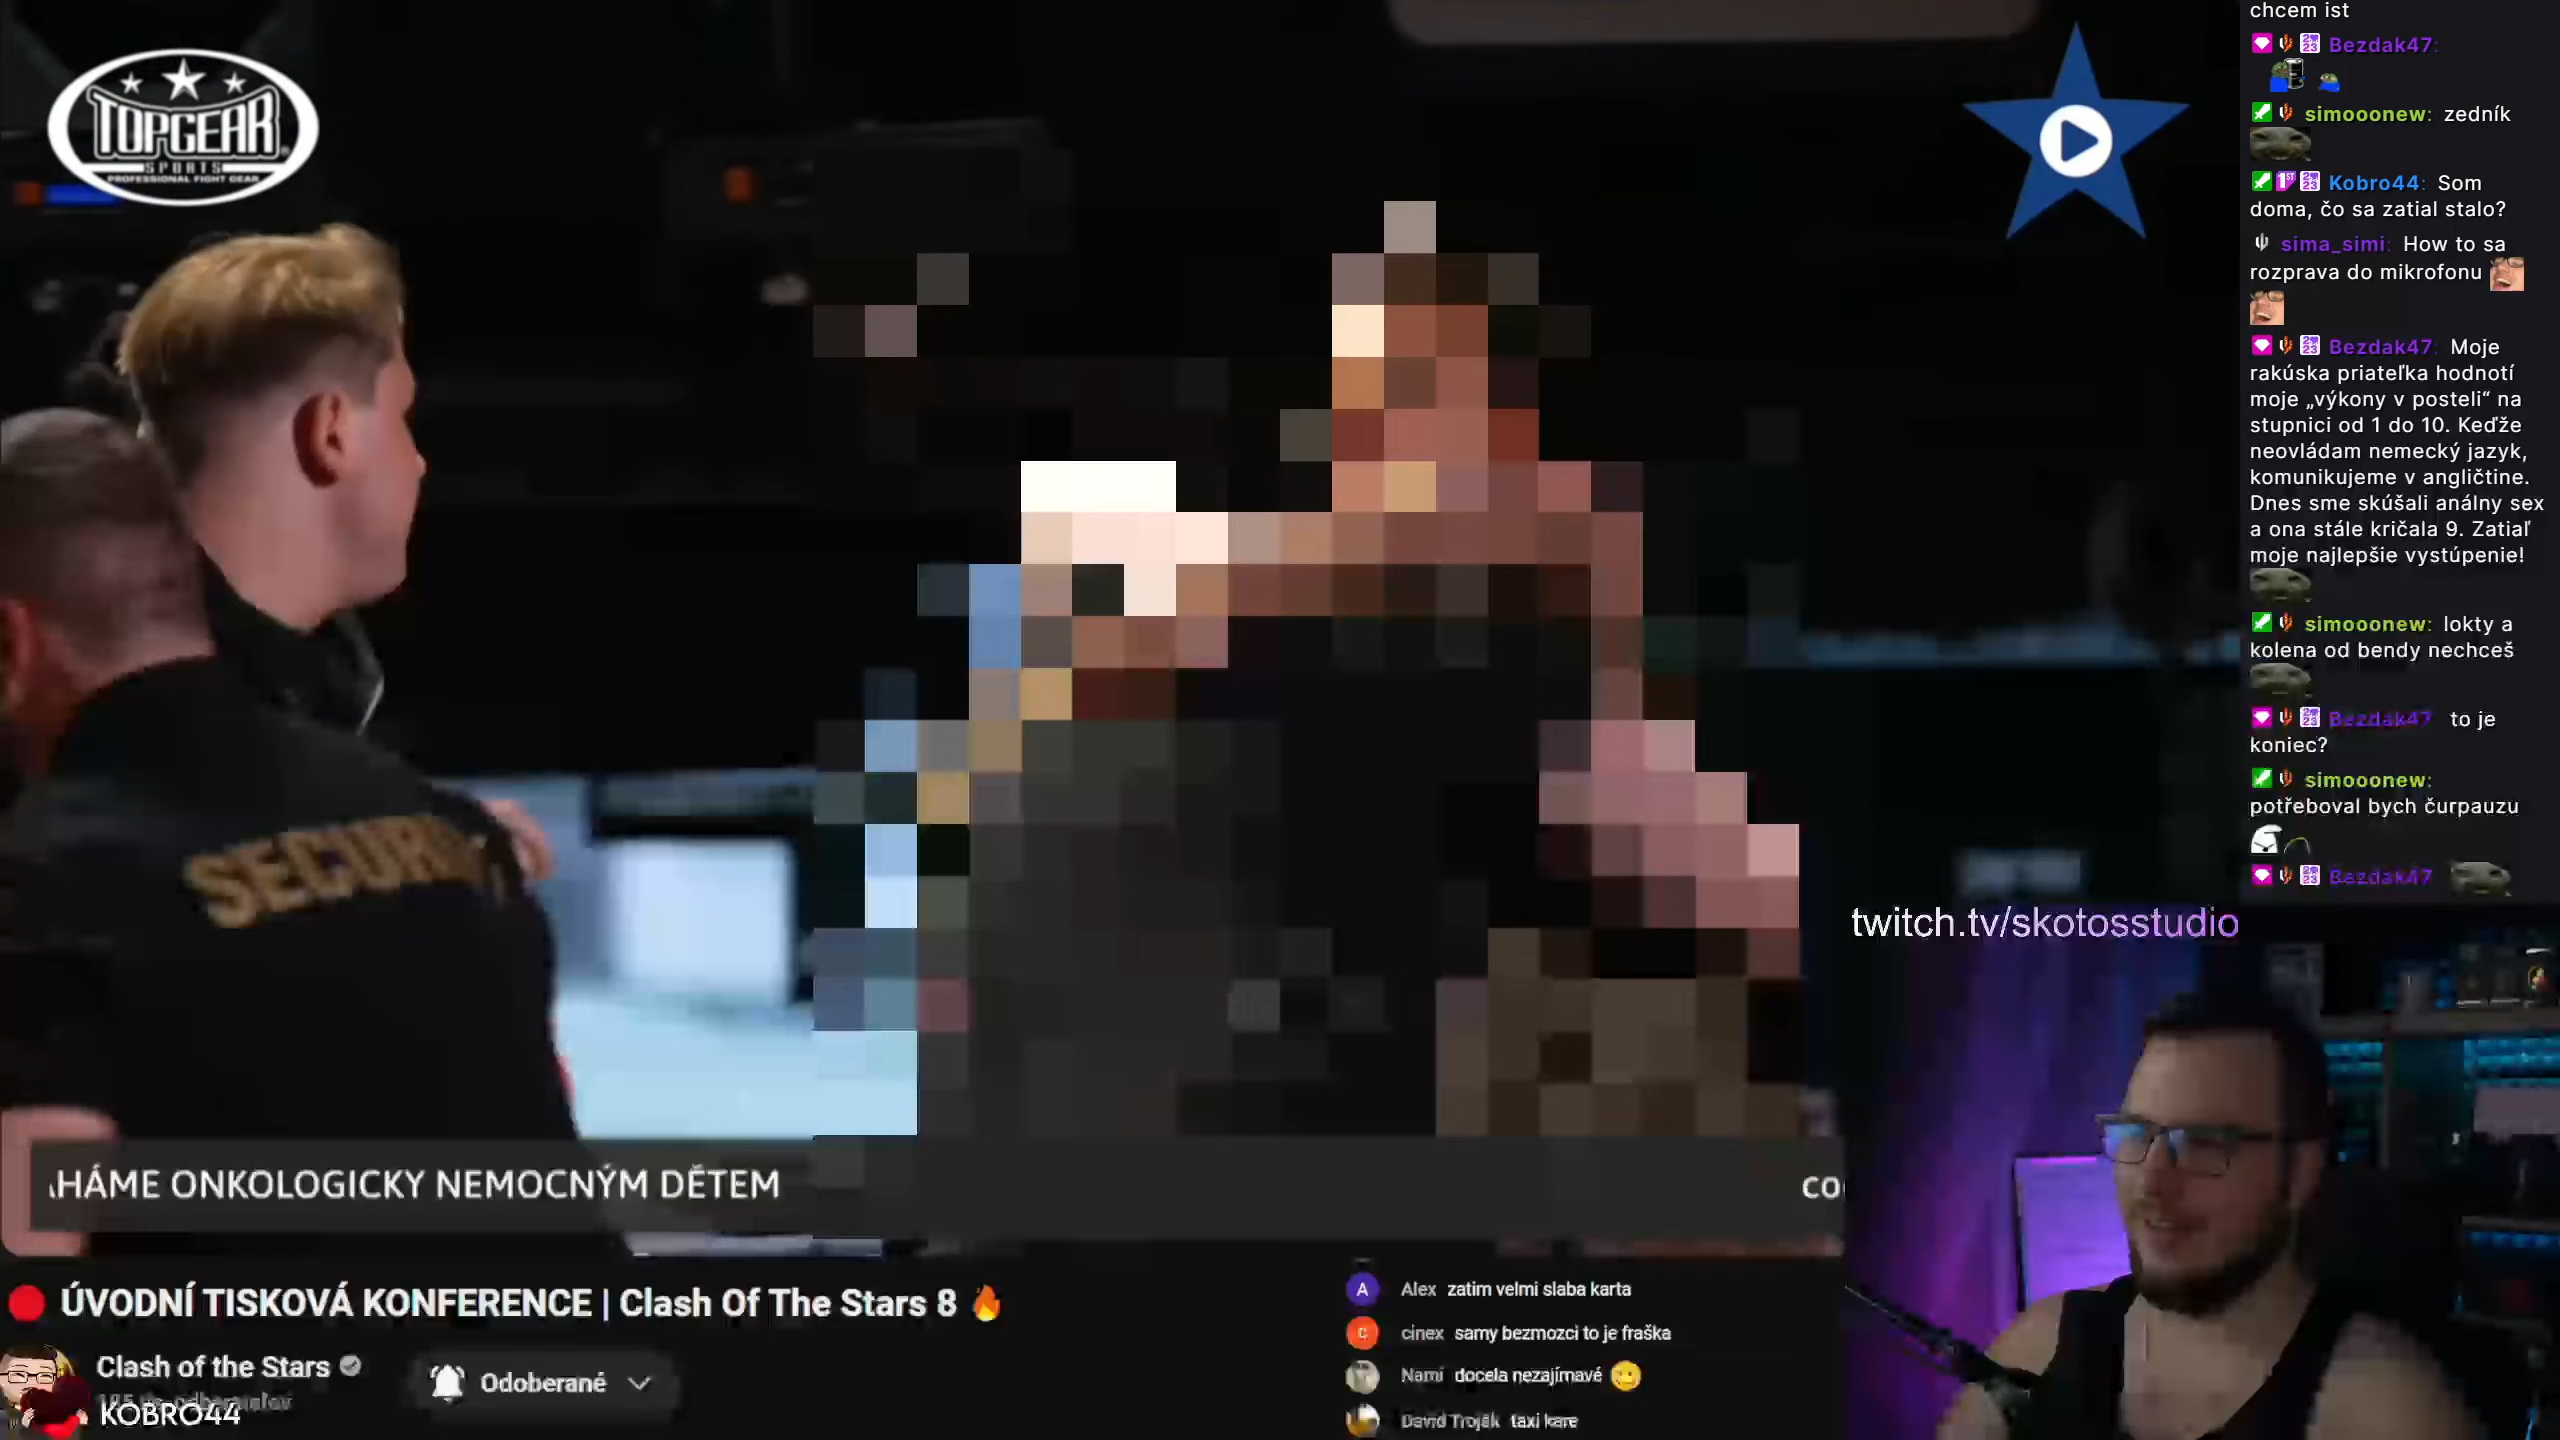 TOPGEAR
SPORTS
PROFESSIONAL FIGHT GEAR
SECURI
HÁME ONKOLOGICKY NEMOCNÝM DĚTEM
CO
ÚVODNÍ TISKOVÁ KONFERENCE | Clash Of The Stars 8 🔥
Clash of the Stars
KOBRO44
Odoberané
A Alex zatim velmi slaba karta
c cinex samy bezmozci to je fraška
Nami docela nezajímavé 🙂
David Troják taxi kare
chcem ist
Bezdak47:
simooonew: zedník
Kobro44: Som
doma, čo sa zatial stalo?
sima_simi: How to sa
rozprava do mikrofonu
Bezdak47: Moje
rakúska priateľka hodnotí
moje „výkony v posteli“ na
stupnici od 1 do 10. Keďže
neovládam nemecký jazyk,
komunikujeme v angličtine.
Dnes sme skúšali análny sex
a ona stále kričala 9. Zatiaľ
moje najlepšie vystúpenie!
simooonew: lokty a
kolena od bendy nechceš
Bezdak47 to je
koniec?
simooonew:
potřeboval bych čurpauzu
Bezdak47
twitch.tv/skotosstudio